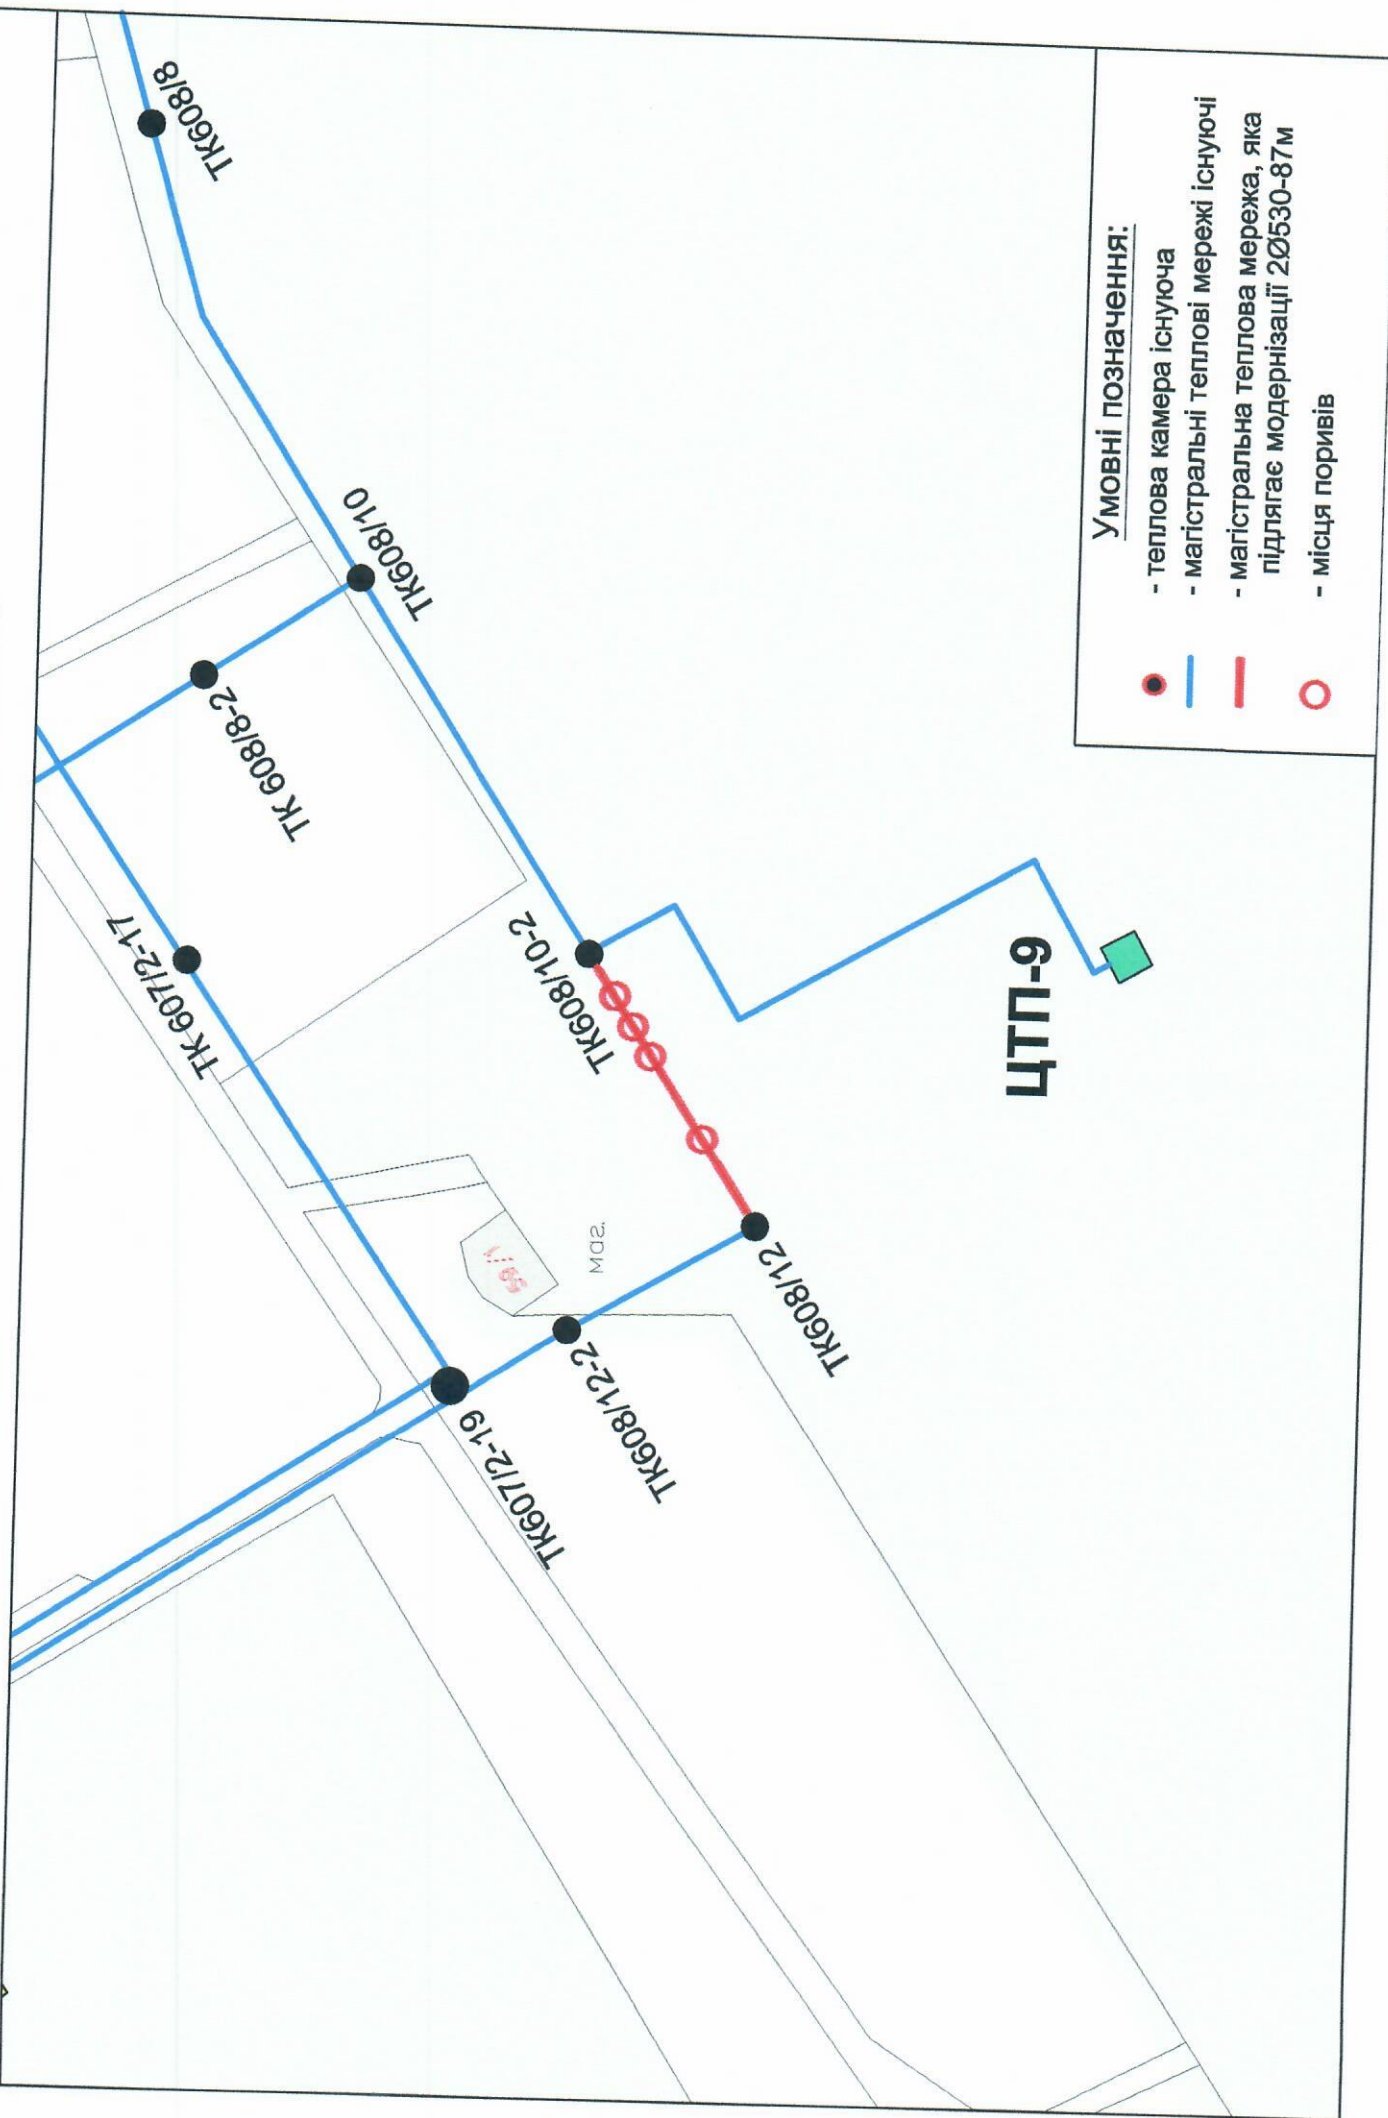 ТК608/8
ТК608/10
ТК 608/8-2
ТК 607/2-17
ТК608/10-2
ТК608/12
ТК608/12-2
ТК607/2-19
маг.
59/1
ЦТП-9
Умовні позначення:
- теплова камера існуюча
- магістральні теплові мережі існуючі
- магістральна теплова мережа, яка
підлягає модернізації 2Ø530-87м
- місця поривів